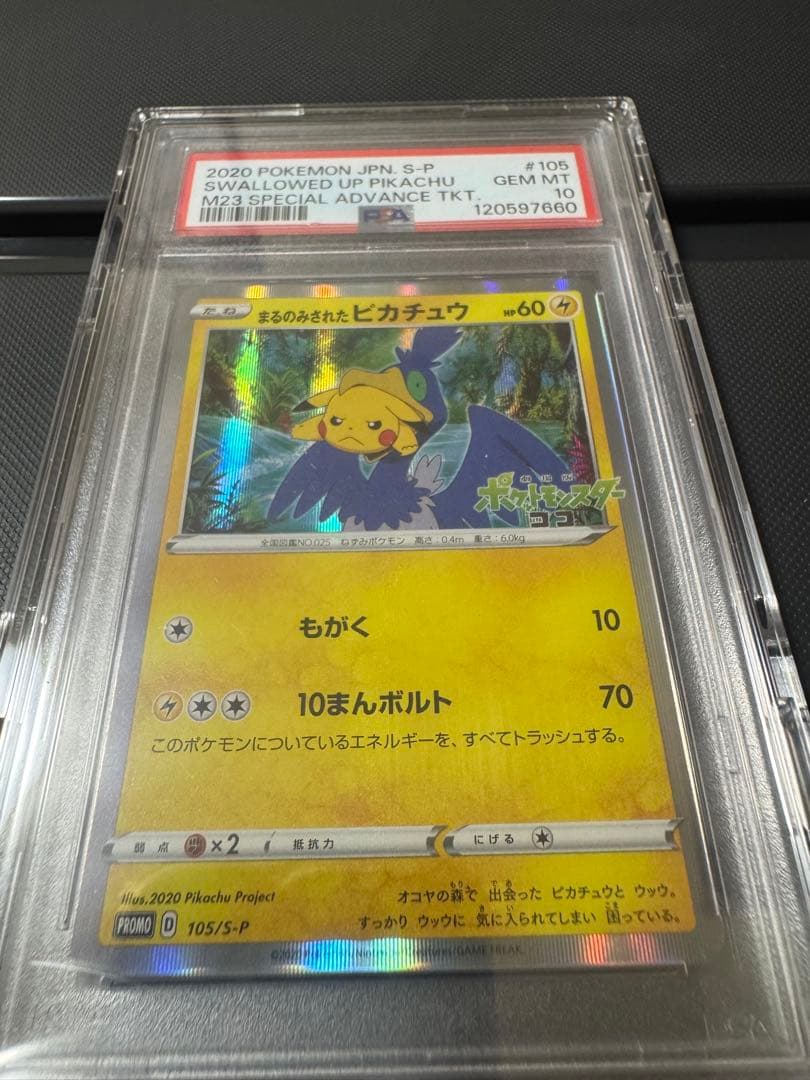 2020 POKEMON JPN. S-P #105
SWALLOWED UP PIKACHU GEM MT
M23 SPECIAL ADVANCE TKT. 10
PSA 120597660
たね まるのみされたピカチュウ HP60
劇場版
ポケットモンスター
ココ
全国図鑑NO.025 ねずみポケモン 高さ:0.4m 重さ:6.0kg
もがく 10
10まんボルト 70
このポケモンについているエネルギーを、すべてトラッシュする。
弱点 ×2 抵抗力 にげる
Illus.2020 Pikachu Project
オコヤの森で 出会った ピカチュウと ウッウ。
すっかり ウッウに 気に入られてしまい 困っている。
PROMO D 105/S-P
GAME FREAK.